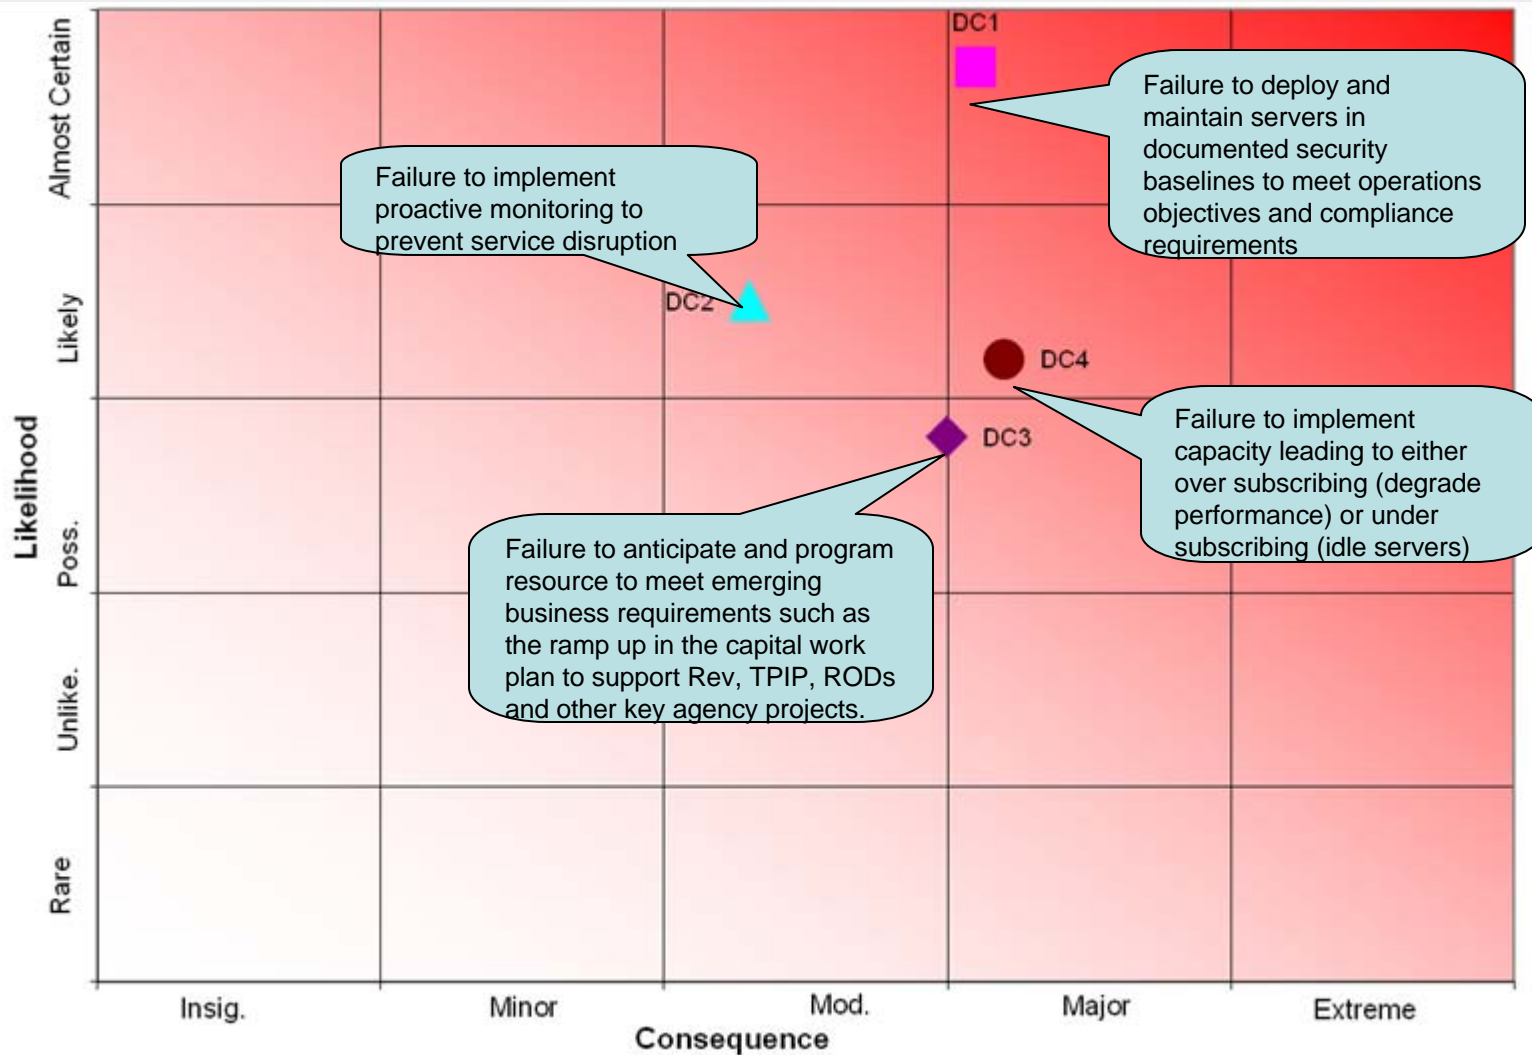 DC1
Almost Certain
Failure to deploy and
maintain servers in
documented security
baselines to meet operations
objectives and compliance
requirements
Failure to implement
proactive monitoring to
prevent service disruption
Likely
DC2
DC4
Likelihood
DC3
Failure to implement
capacity leading to either
over subscribing (degrade
performance) or under
subscribing (idle servers)
Poss.
Failure to anticipate and program
resource to meet emerging
business requirements such as
the ramp up in the capital work
plan to support Rev, TPIP, RODs
and other key agency projects.
Unlike.
Rare
Insig.
Minor
Mod.
Major
Extreme
Consequence